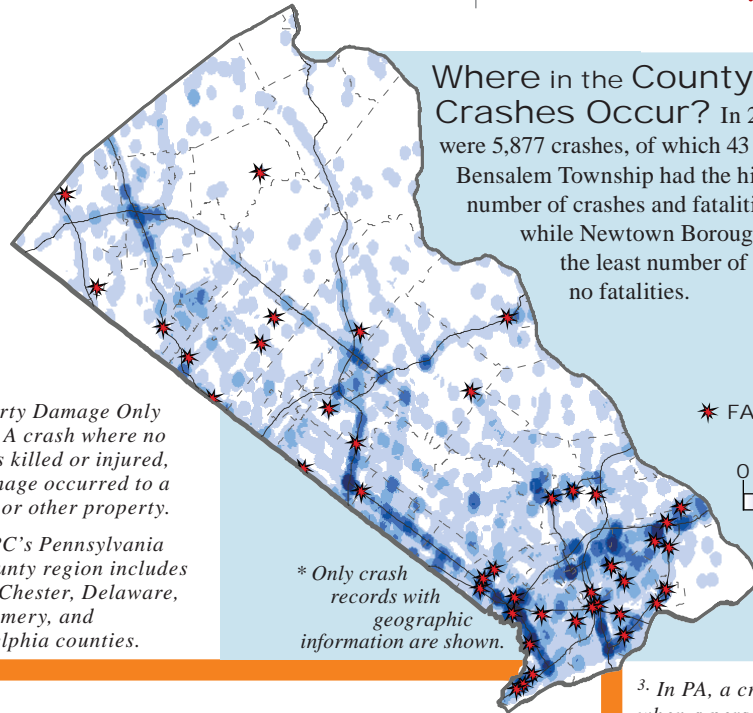 Where in the County
Crashes Occur? In 2
were 5,877 crashes, of which 43
Bensalem Township had the hi
number of crashes and fataliti
while Newtown Boroug
the least number of
no fatalities.
FA
0
rty Damage Only
A crash where no
s killed or injured,
nage occurred to a
or other property.
PC's Pennsylvania
unty region includes
Chester, Delaware,
mery, and
elphia counties.
* Only crash
records with
geographic
information are shown.
3. In PA, a cr